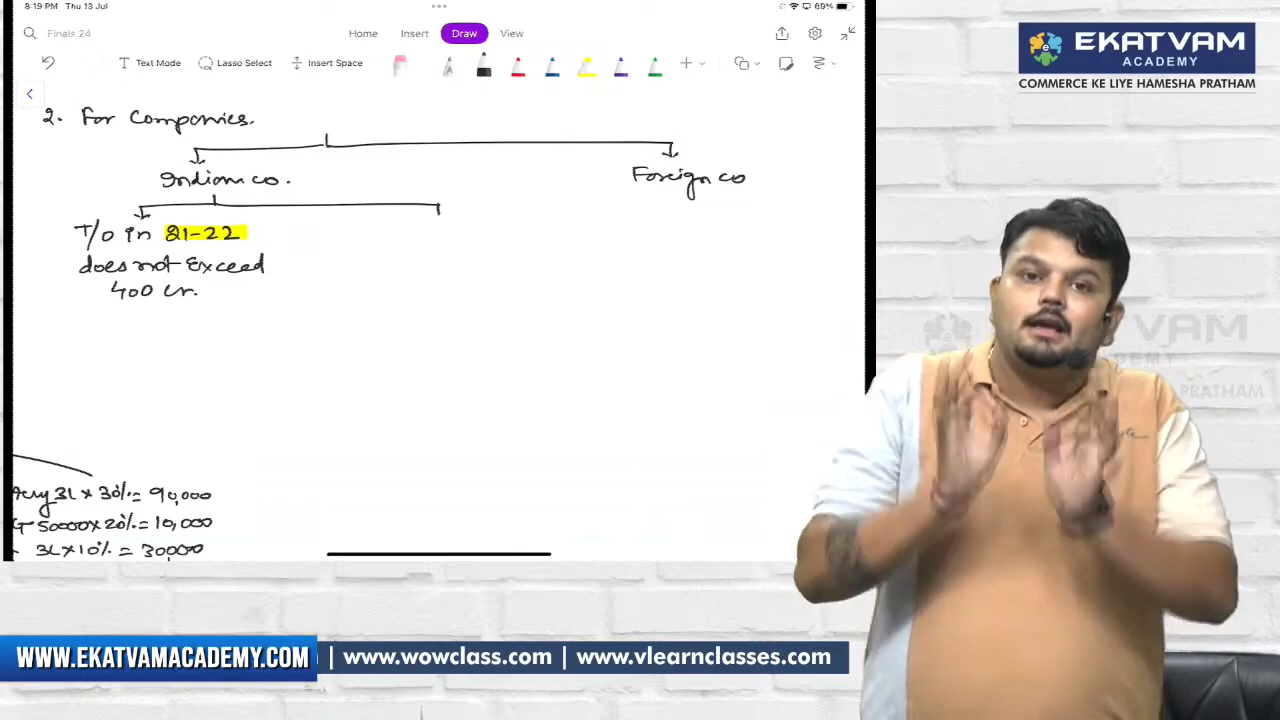 8:19 PM Thu 13 Jul
69%
Finals 24
Home Insert Draw View
Text Mode Lasso Select Insert Space
2. For Companies.
Indian co. Foreign co
T/o in 21-22
does not Exceed
400 cr.
3L x 30% = 90,000
50000 x 20% = 10,000
3L x 10% = 30000
EKATVAM
ACADEMY
COMMERCE KE LIYE HAMESHA PRATHAM
VAM
PRATHAM
WWW.EKATVAMACADEMY.COM | www.wowclass.com | www.vlearnclasses.com